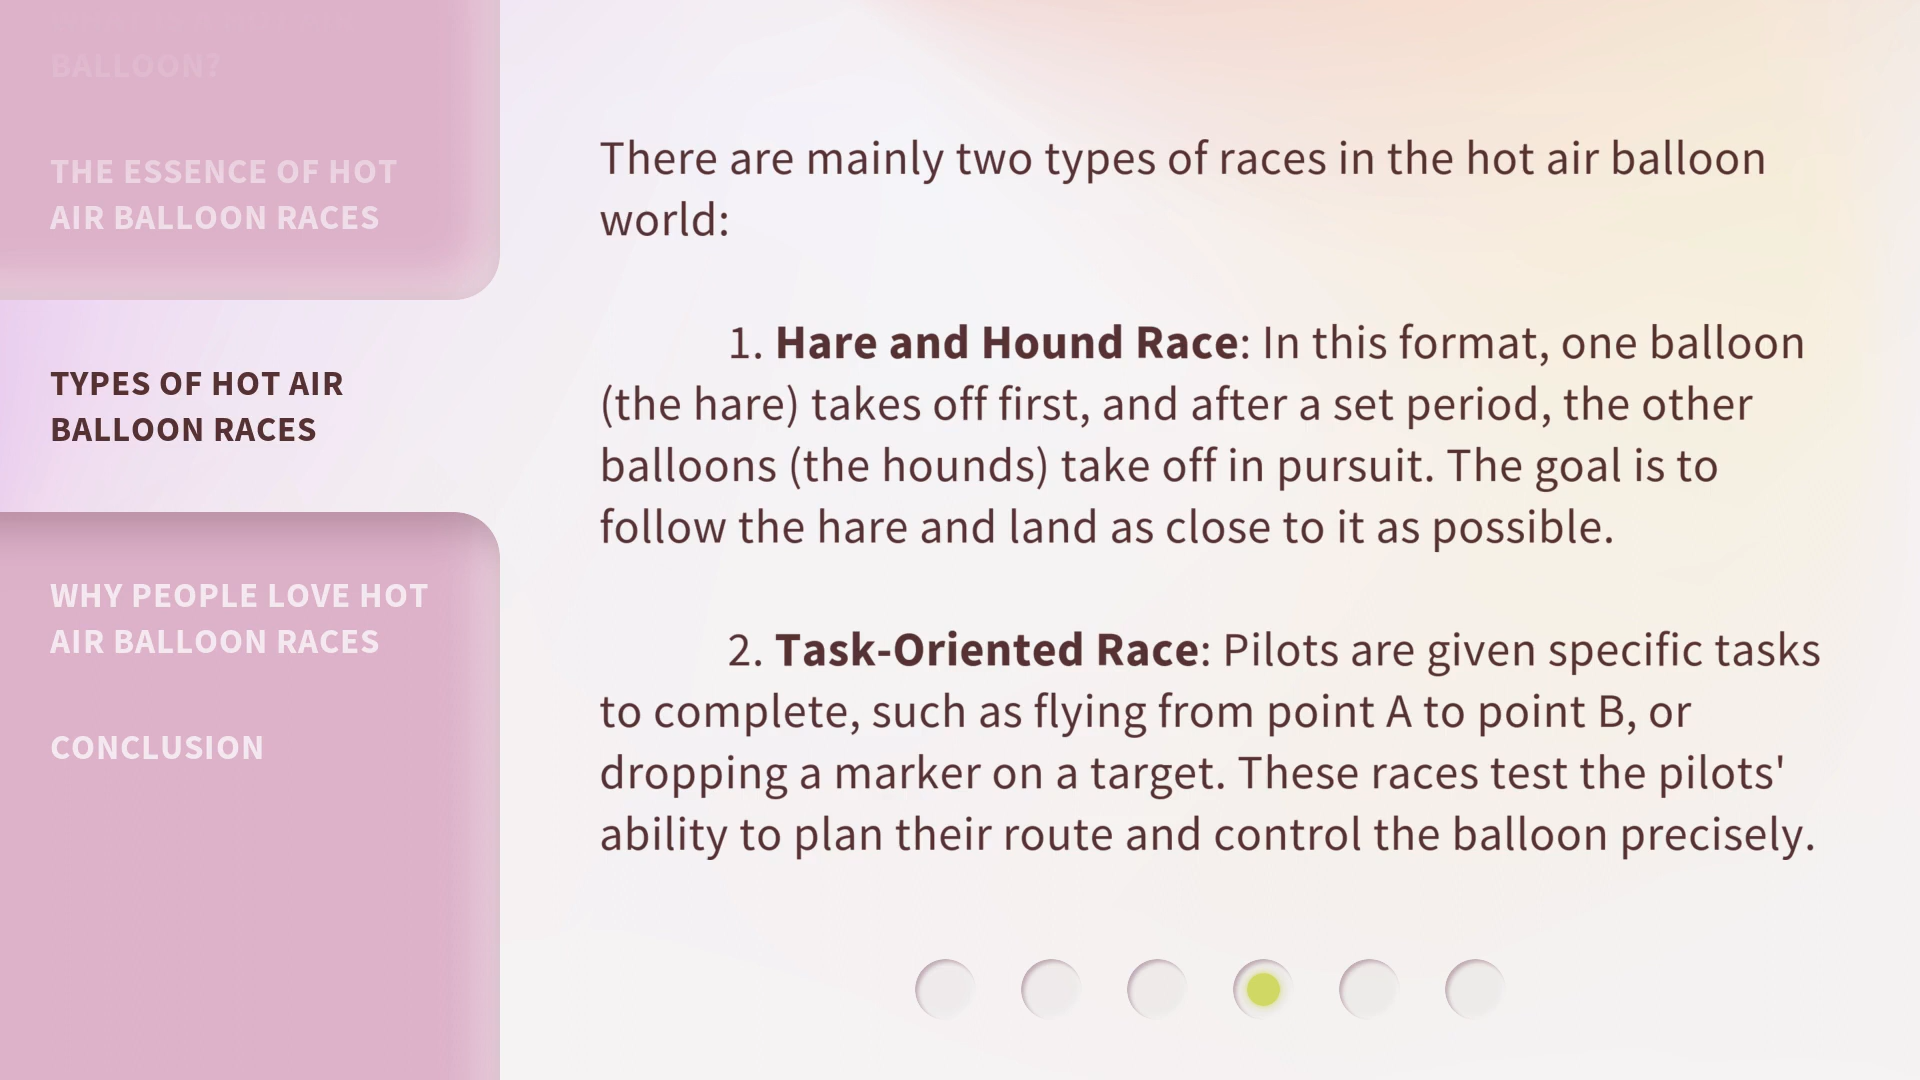 BALLOON?
THE ESSENCE OF HOT
AIR BALLOON RACES
TYPES OF HOT AIR
BALLOON RACES
WHY PEOPLE LOVE HOT
AIR BALLOON RACES
CONCLUSION
There are mainly two types of races in the hot air balloon
world:
1. Hare and Hound Race: In this format, one balloon
(the hare) takes off first, and after a set period, the other
balloons (the hounds) take off in pursuit. The goal is to
follow the hare and land as close to it as possible.
2. Task-Oriented Race: Pilots are given specific tasks
to complete, such as flying from point A to point B, or
dropping a marker on a target. These races test the pilots'
ability to plan their route and control the balloon precisely.